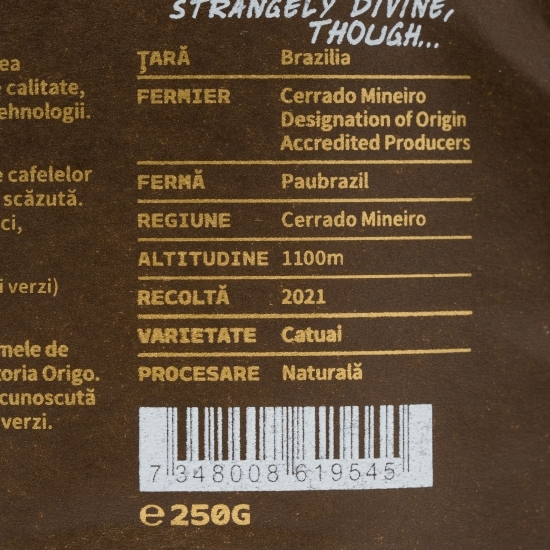 STRANGELY DIVINE,
THOUGH...
ea
calitate,
ehnologii.
e cafelelor
scăzută.
ci,
i verzi)
mele de
toria Origo.
cunoscută
verzi.
ȚARĂ Brazilia
FERMIER Cerrado Mineiro
Designation of Origin
Accredited Producers
FERMĂ Paubrazil
REGIUNE Cerrado Mineiro
ALTITUDINE 1100m
RECOLTĂ 2021
VARIETATE Catuai
PROCESARE Naturală
7 348008 619545
e 250G